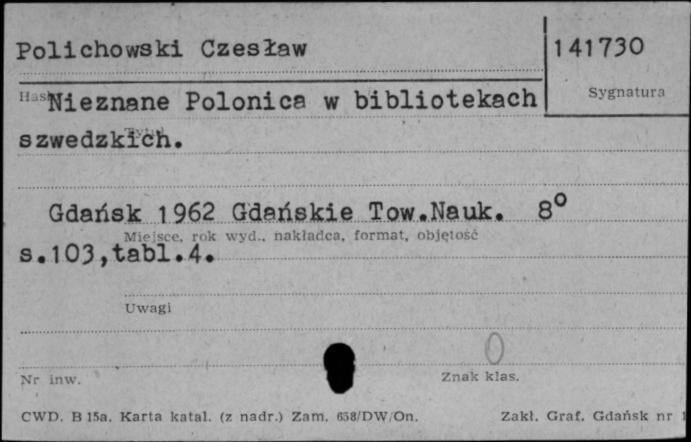 Polichowski Czesław
141730
Sygnatura
Nieznane Polonica w bibliotekach
szwedzkich.
Gdańsk 1962 Gdańskie Tow.Nauk. 8⁰
Miejsce, rok wyd., nakładca, format, objętość
s.103,tabl.4.
Uwagi
Nr inw.
Znak klas.
CWD. B 15a. Karta katal. (z nadr.) Zam. 658/DW/On.
Zakł. Graf. Gdańsk nr